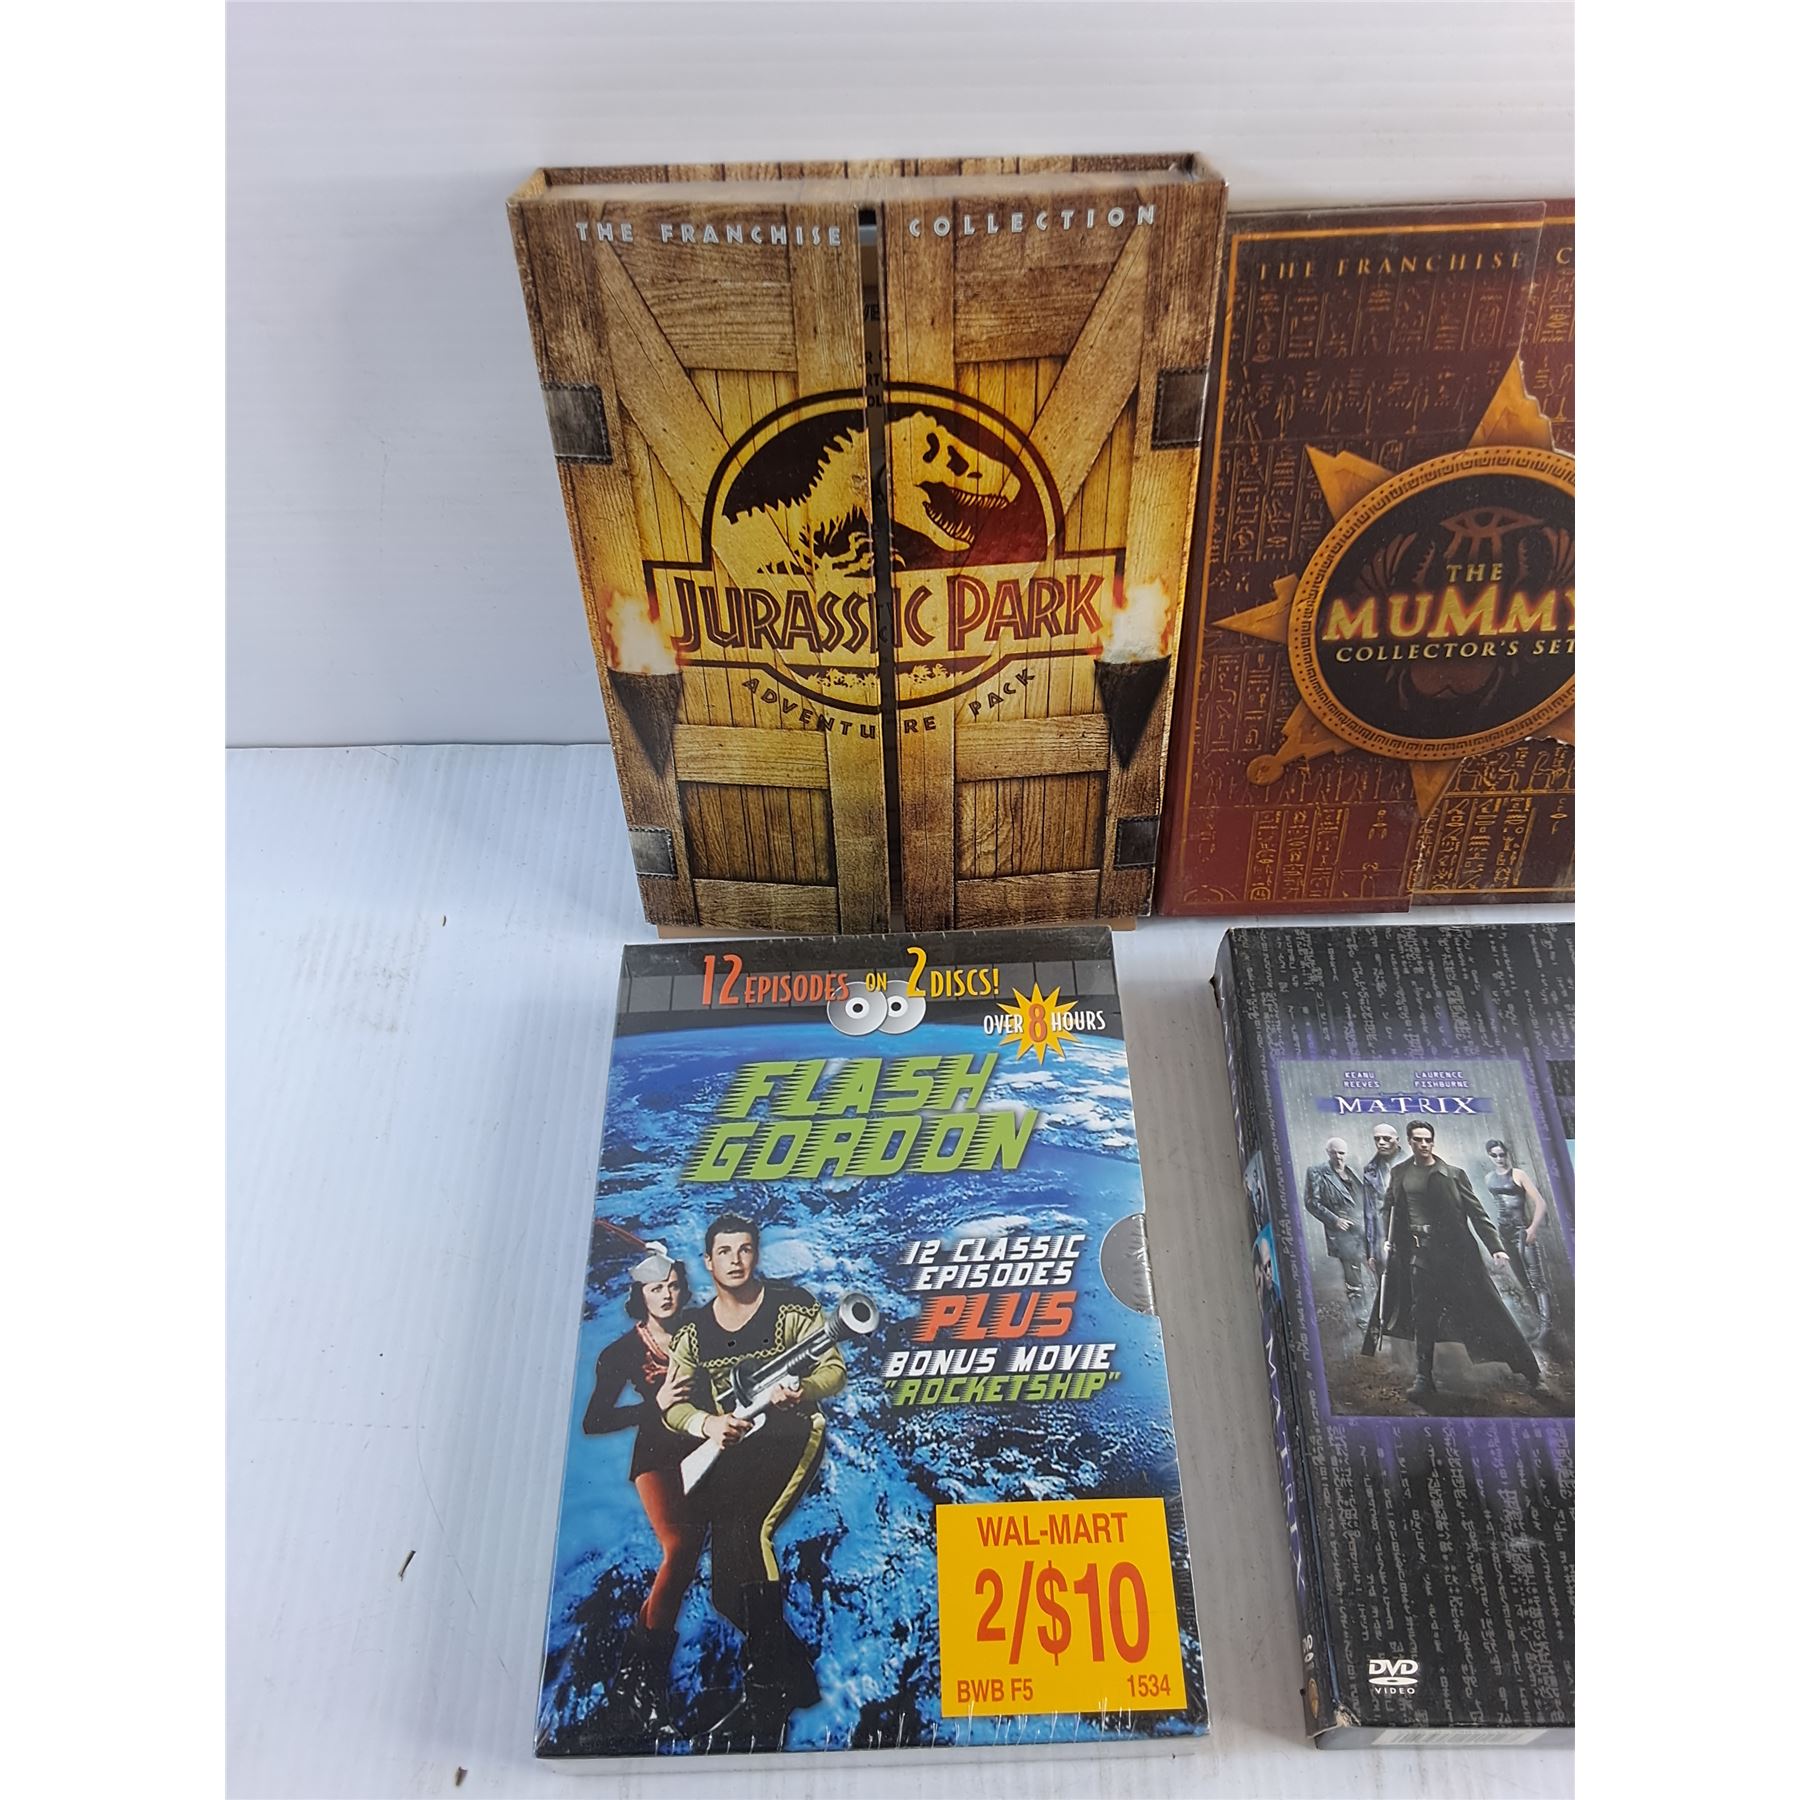 THE FRANCHISE COLLECTION
JURASSIC PARK
ADVENTURE PACK
THE FRANCHISE C
THE
MUMMY
COLLECTOR'S SET
12 EPISODES ON 2 DISCS!
OVER 8 HOURS
FLASH
GORDON
12 CLASSIC
EPISODES
PLUS
BONUS MOVIE
"ROCKETSHIP"
WAL-MART
2/$10
BWB F5 1534
KEANU LAURENCE
REEVES FISHBURNE
MATRIX
DVD
VIDEO